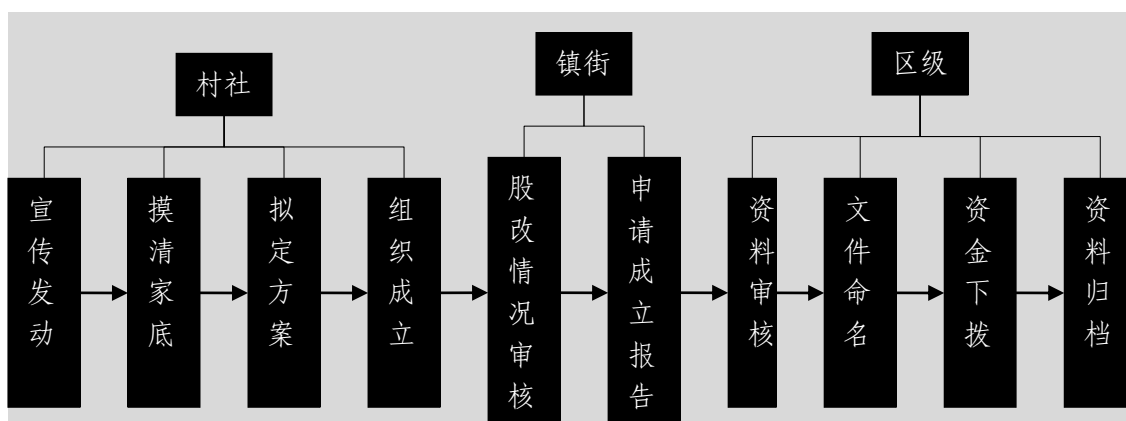 村社
镇街
区级
宣传发动
摸清家底
拟定方案
组织成立
股改情况审核
申请成立报告
资料审核
文件命名
资金下拨
资料归档